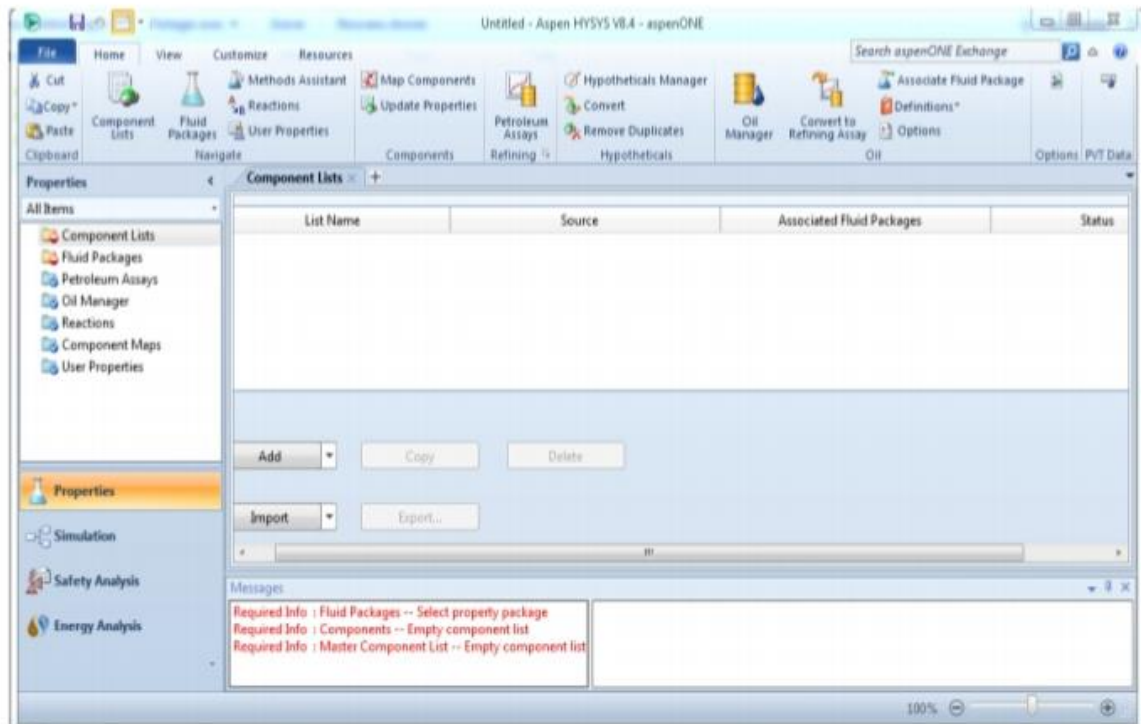 Untitled - Aspen HYSYS V8.4 - aspenONE
File Home View Customize Resources Search aspenONE Exchange
Cut
Copy
Paste
Clipboard
Component Lists
Fluid Packages
Methods Assistant
Reactions
User Properties
Navigate
Map Components
Update Properties
Components
Petroleum Assays
Refining
Hypotheticals Manager
Convert
Remove Duplicates
Hypotheticals
Oil Manager
Convert to Refining Assay
Associate Fluid Package
Definitions
Options
Oil
Options
PVT Data
Properties
All Items
Component Lists
Fluid Packages
Petroleum Assays
Oil Manager
Reactions
Component Maps
User Properties
Properties
Simulation
Safety Analysis
Energy Analysis
Component Lists +
List Name Source Associated Fluid Packages Status
Add Copy Delete
Import Export...
Messages
Required Info : Fluid Packages -- Select property package
Required Info : Components -- Empty component list
Required Info : Master Component List -- Empty component list
100%